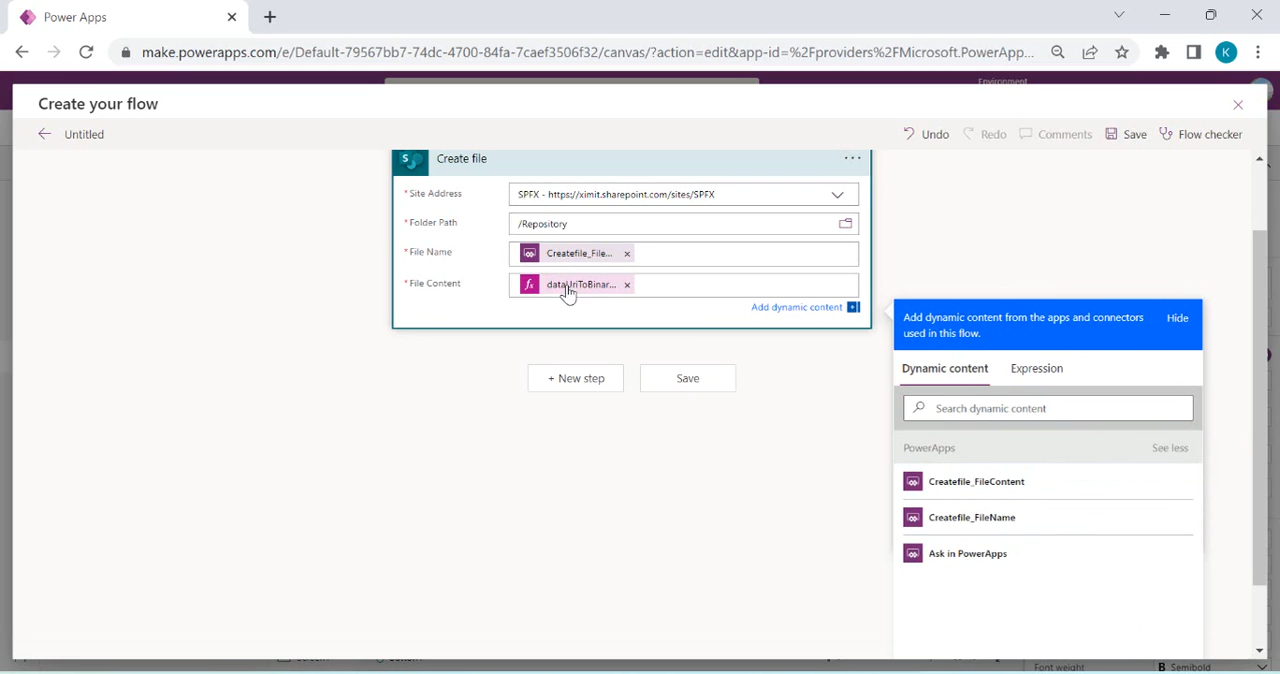 Power Apps
make.powerapps.com/e/Default-79567bb7-74dc-4700-84fa-7caef3506f32/canvas/?action=edit&app-id=%2Fproviders%2FMicrosoft.PowerApp...
K
Environment
Create your flow
Untitled
Undo
Redo
Comments
Save
Flow checker
S
Create file
* Site Address
SPFX - https://ximit.sharepoint.com/sites/SPFX
* Folder Path
/Repository
* File Name
Createfile_File...
* File Content
fx
dataUriToBinar...
Add dynamic content
+ New step
Save
Add dynamic content from the apps and connectors
used in this flow.
Hide
Dynamic content
Expression
Search dynamic content
PowerApps
See less
Createfile_FileContent
Createfile_FileName
Ask in PowerApps
Font weight
B Semibold